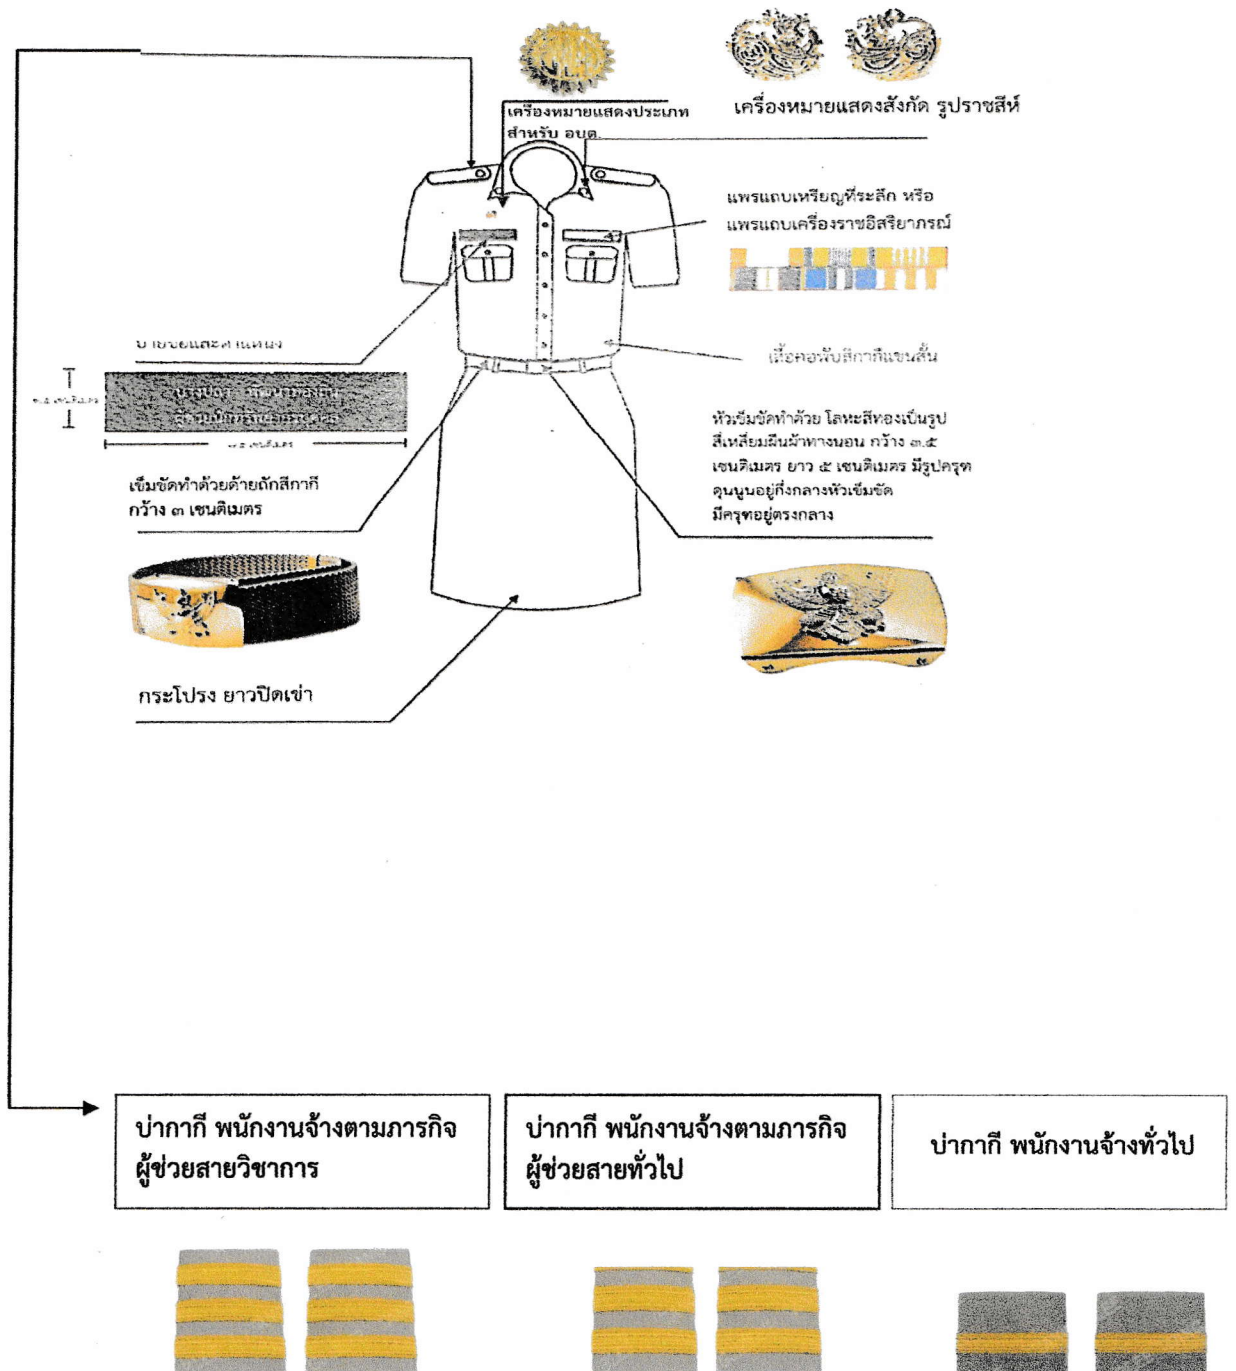 เครื่องหมายแสดงประเภท
สำหรับ อบต.
เครื่องหมายแสดงสังกัด รูปราชสีห์
แพรแถบเหรียญที่ระลึก หรือ
แพรแถบเครื่องราชอิสริยาภรณ์
ป้ายชื่อและตำแหน่ง
เสื้อคอพับสีกากีแขนสั้น
หัวเข็มขัดทำด้วย โลหะสีทองเป็นรูป
สี่เหลี่ยมผืนผ้าทางนอน กว้าง ๓.๕
เซนติเมตร ยาว ๕ เซนติเมตร มีรูปครุฑ
ดุนนูนอยู่กึ่งกลางหัวเข็มขัด
มีครุฑอยู่ตรงกลาง
เข็มขัดทำด้วยด้ายถักสีกากี
กว้าง ๓ เซนติเมตร
กระโปรง ยาวปิดเข่า
บ่ากากี พนักงานจ้างตามภารกิจ
ผู้ช่วยสายวิชาการ
บ่ากากี พนักงานจ้างตามภารกิจ
ผู้ช่วยสายทั่วไป
บ่ากากี พนักงานจ้างทั่วไป